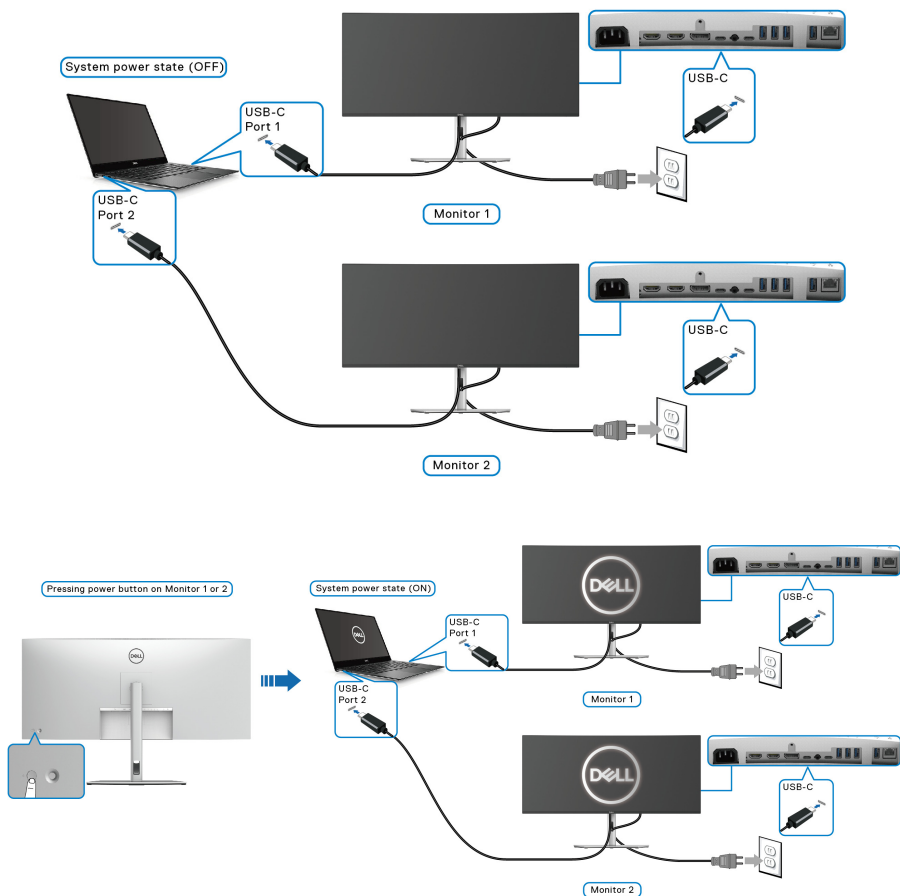 System power state (OFF)
USB-C
Port 1
USB-C
USB-C
Port 2
Monitor 1
USB-C
Monitor 2
Pressing power button on Monitor 1 or 2
System power state (ON)
DELL
USB-C
USB-C
Port 1
DELL
DELL
USB-C
Port 2
Monitor 1
DELL
USB-C
Monitor 2